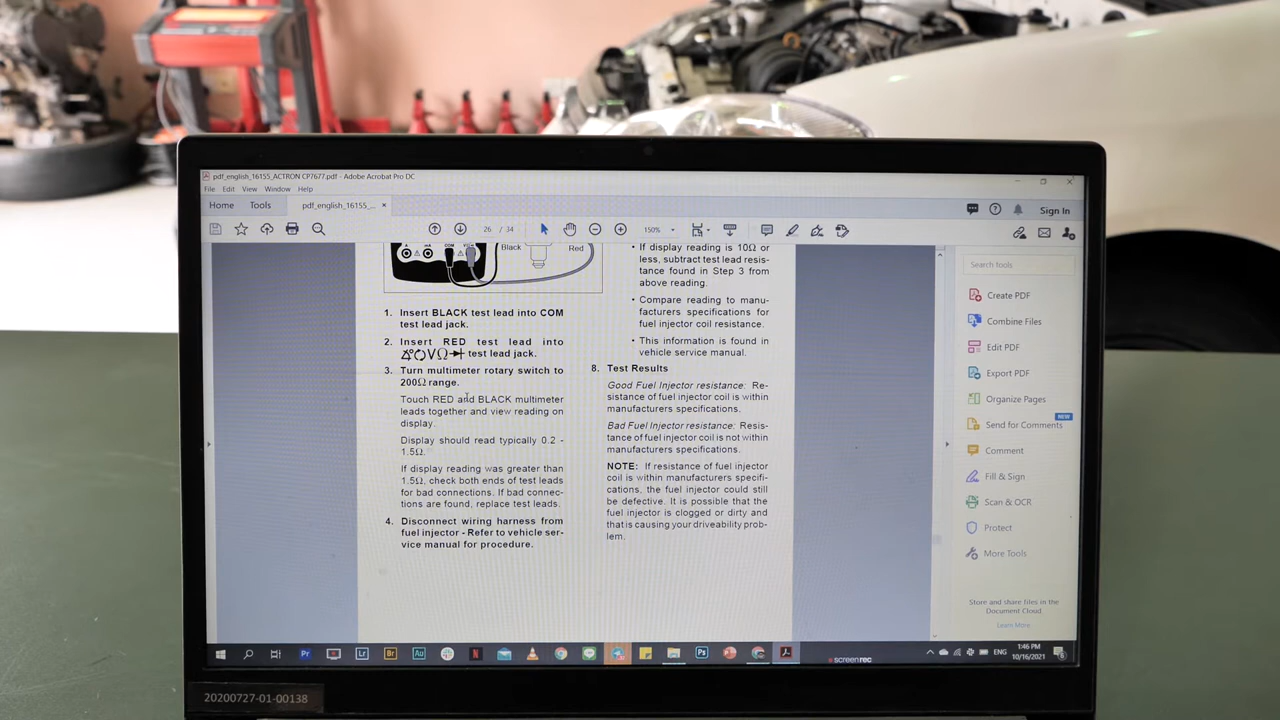 pdf_english_16155_ACTRON CP7677.pdf - Adobe Acrobat Pro DC
File Edit View Window Help
Home Tools pdf_english_16155_... × Sign In
26 / 34 150%
Black Red
A mA COM
1. Insert BLACK test lead into COM
test lead jack.
2. Insert RED test lead into
VΩ test lead jack.
3. Turn multimeter rotary switch to
200Ω range.
Touch RED and BLACK multimeter
leads together and view reading on
display.
Display should read typically 0.2 -
1.5Ω.
If display reading was greater than
1.5Ω, check both ends of test leads
for bad connections. If bad connec-
tions are found, replace test leads.
4. Disconnect wiring harness from
fuel injector - Refer to vehicle ser-
vice manual for procedure.
• If display reading is 10Ω or
less, subtract test lead resis-
tance found in Step 3 from
above reading.
• Compare reading to manu-
facturers specifications for
fuel injector coil resistance.
• This information is found in
vehicle service manual.
8. Test Results
Good Fuel Injector resistance: Re-
sistance of fuel injector coil is within
manufacturers specifications.
Bad Fuel Injector resistance: Resis-
tance of fuel injector coil is not within
manufacturers specifications.
NOTE: If resistance of fuel injector
coil is within manufacturers specifi-
cations, the fuel injector could still
be defective. It is possible that the
fuel injector is clogged or dirty and
that is causing your driveability prob-
lem.
Search tools
Create PDF
Combine Files
Edit PDF
Export PDF
Organize Pages
NEW
Send for Comments
Comment
Fill & Sign
Scan & OCR
Protect
More Tools
Store and share files in the
Document Cloud.
Learn More
Pr Lr Br Au N Ps
screenrec
ENG
1:46 PM
10/16/2021
20200727-01-00138